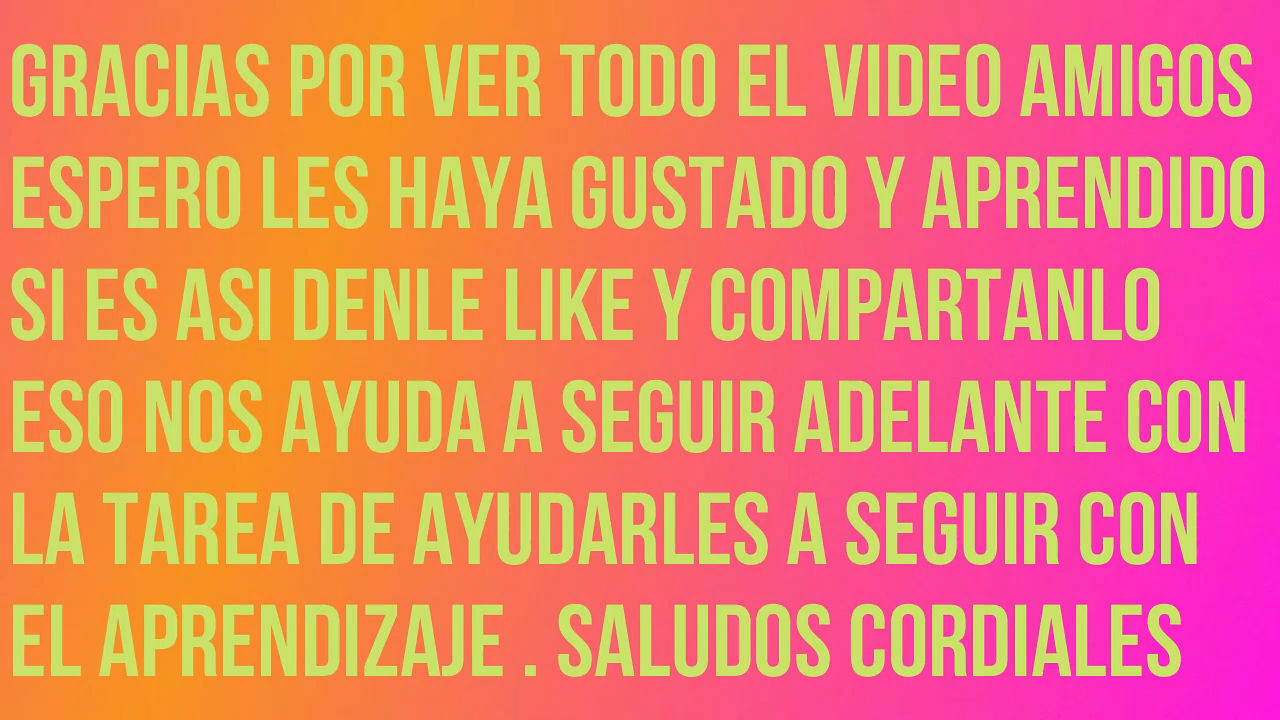 GRACIAS POR VER TODO EL VIDEO AMIGOS
ESPERO LES HAYA GUSTADO Y APRENDIDO
SI ES ASI DENLE LIKE Y COMPARTANLO
ESO NOS AYUDA A SEGUIR ADELANTE CON
LA TAREA DE AYUDARLES A SEGUIR CON
EL APRENDIZAJE . SALUDOS CORDIALES